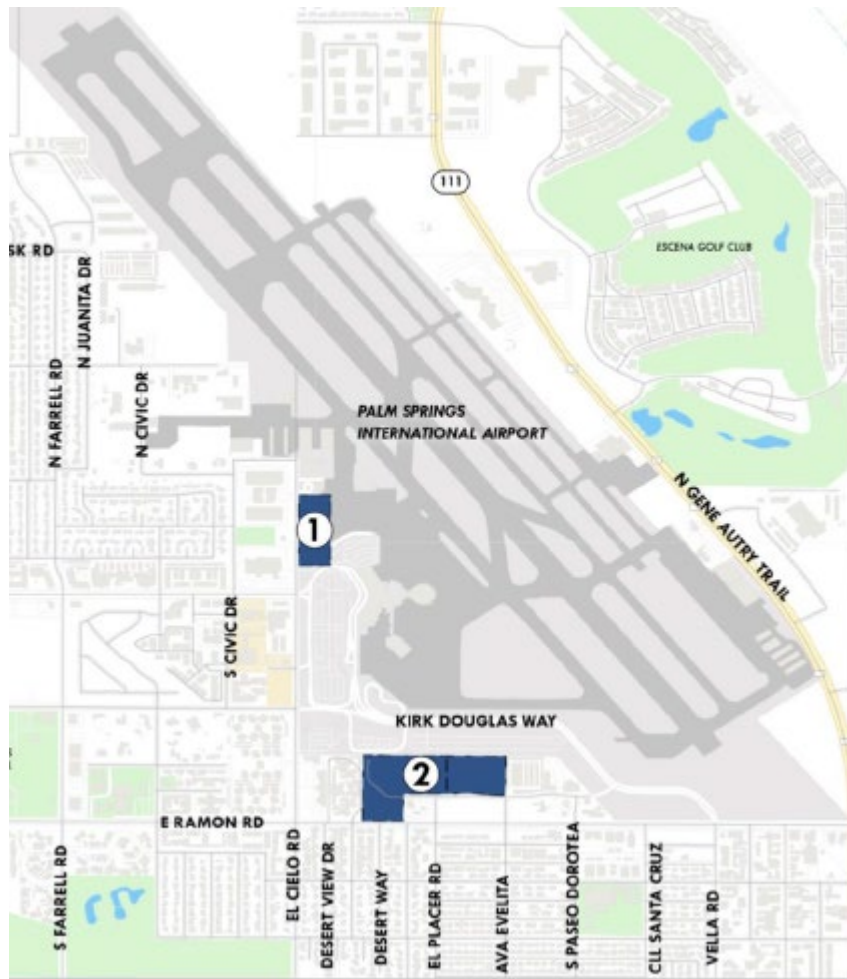 111
ESCENA GOLF CLUB
SK RD
N JUANITA DR
N FARRELL RD
N CIVIC DR
PALM SPRINGS
INTERNATIONAL AIRPORT
N GENE AUTRY TRAIL
1
S CIVIC DR
KIRK DOUGLAS WAY
2
E RAMON RD
S FARRELL RD
EL CIELO RD
DESERT VIEW DR
DESERT WAY
EL PLACER RD
AVA EVELITA
S PASEO DOROTEA
CLL SANTA CRUZ
VELLA RD